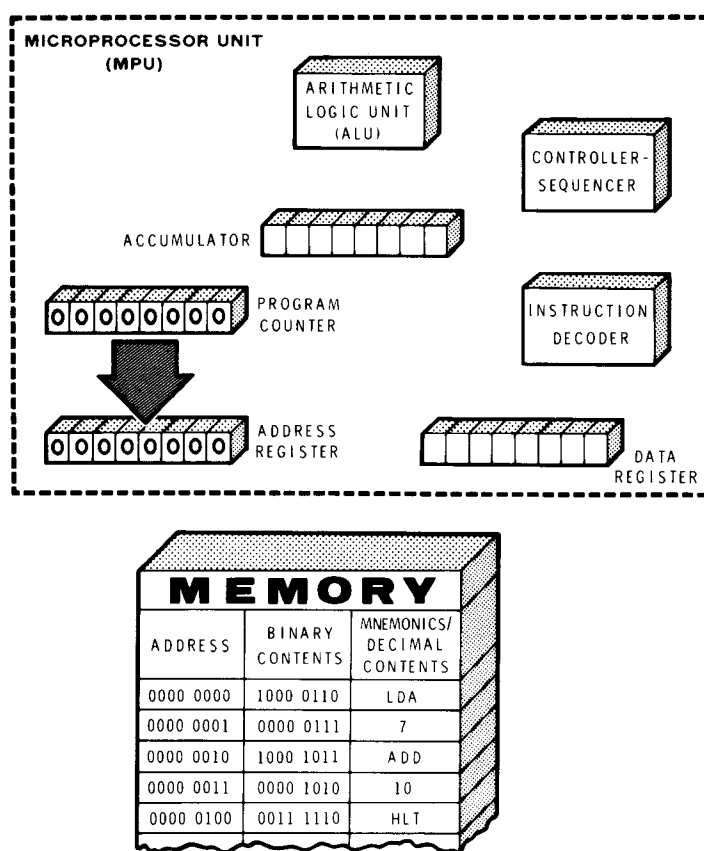 MICROPROCESSOR UNIT
(MPU)
ARITHMETIC
LOGIC UNIT
(ALU)
CONTROLLER-
SEQUENCER
ACCUMULATOR
0 0 0 0 0 0 0 0
PROGRAM
COUNTER
INSTRUCTION
DECODER
0 0 0 0 0 0 0 0
ADDRESS
REGISTER
DATA
REGISTER
MEMORY
ADDRESS
BINARY
CONTENTS
MNEMONICS/
DECIMAL
CONTENTS
0000 0000 1000 0110 LDA
0000 0001 0000 0111 7
0000 0010 1000 1011 ADD
0000 0011 0000 1010 10
0000 0100 0011 1110 HLT